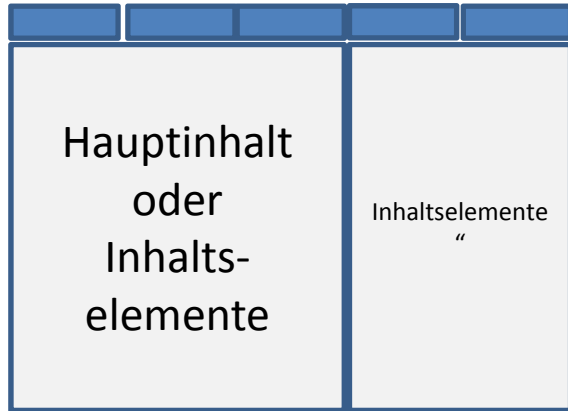 Hauptinhalt
oder
Inhalts-
elemente
Inhaltselemente
“